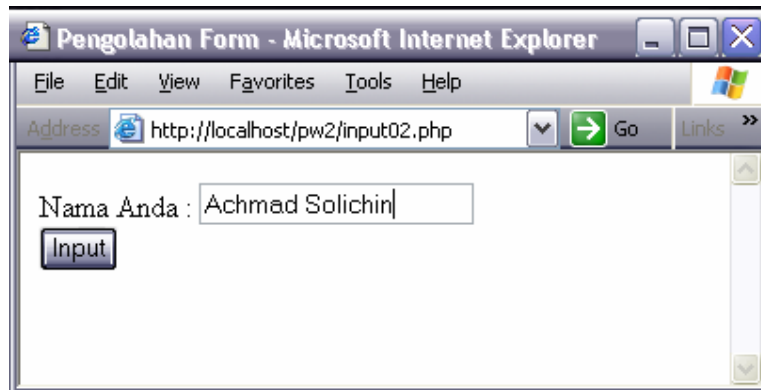 Pengolahan Form - Microsoft Internet Explorer
File Edit View Favorites Tools Help
Address http://localhost/pw2/input02.php Go Links »
Nama Anda : Achmad Solichin
Input